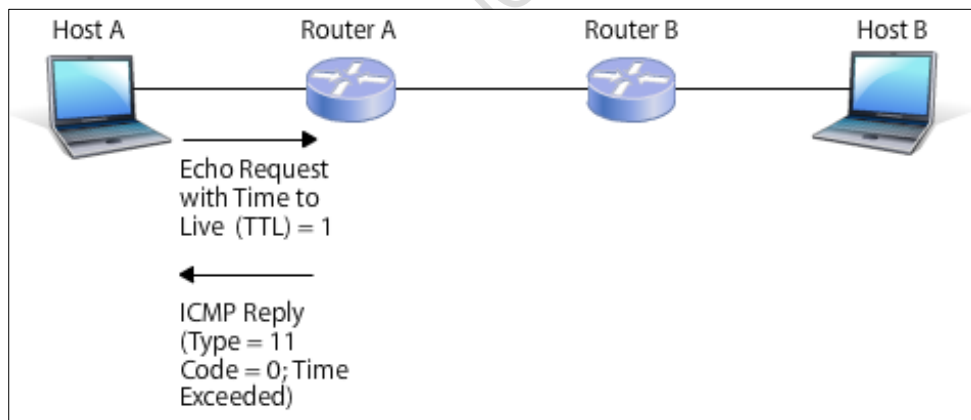 Host A
Router A
Router B
Host B
Echo Request
with Time to
Live (TTL) = 1
ICMP Reply
(Type = 11
Code = 0; Time
Exceeded)